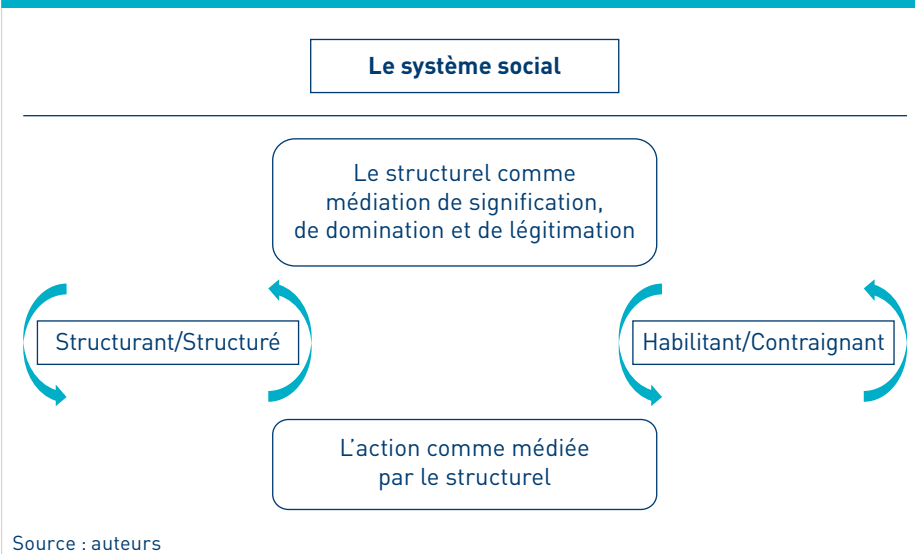 Le système social
Le structurel comme
médiation de signification,
de domination et de légitimation
Structurant/Structuré
Habilitant/Contraignant
L’action comme médiée
par le structurel
Source : auteurs